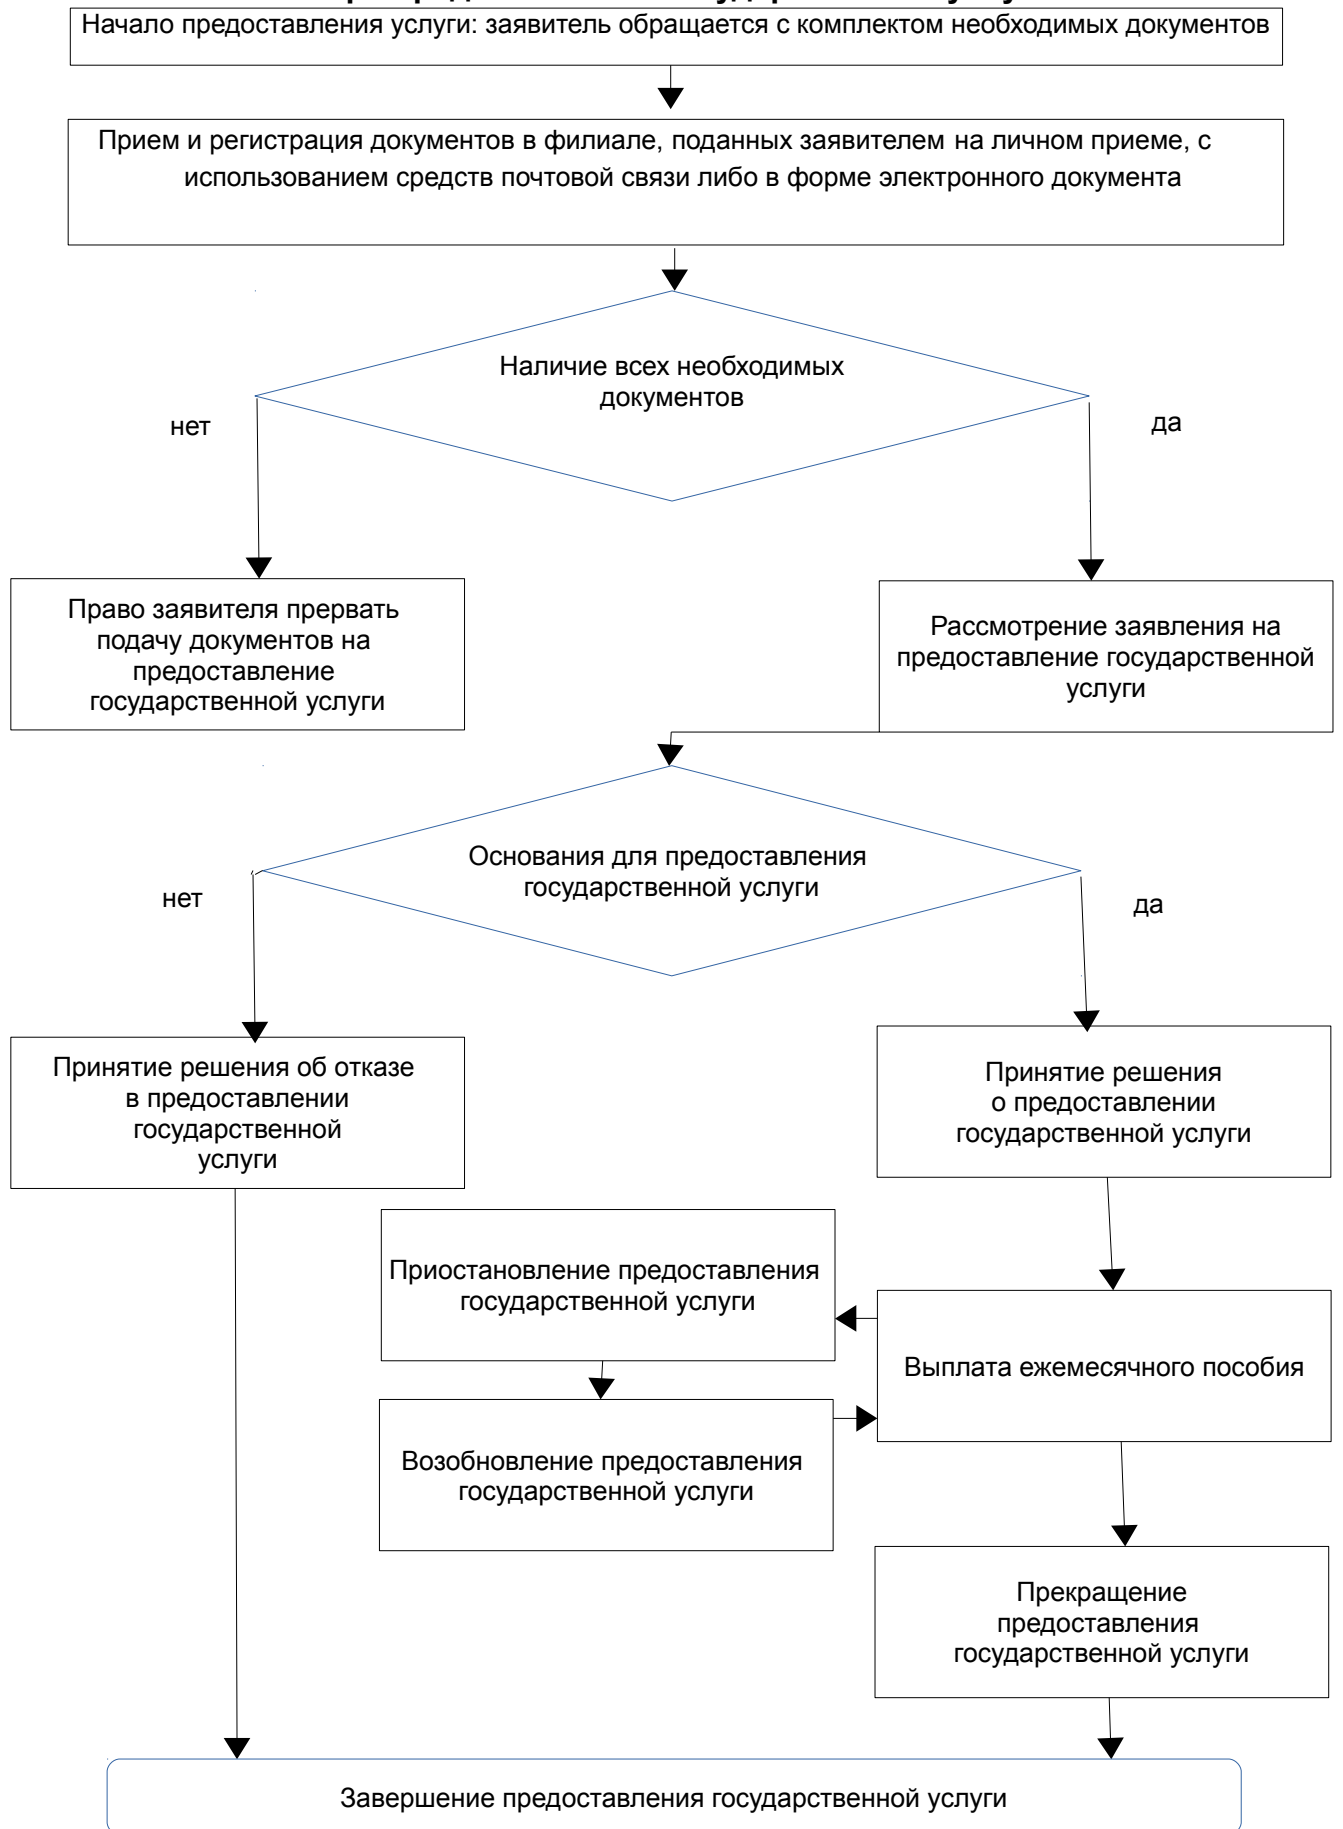 Начало предоставления услуги: заявитель обращается с комплектом необходимых документов
Прием и регистрация документов в филиале, поданных заявителем на личном приеме, с
использованием средств почтовой связи либо в форме электронного документа
Наличие всех необходимых
документов
нет
да
Право заявителя прервать
подачу документов на
предоставление
государственной услуги
Рассмотрение заявления на
предоставление государственной
услуги
Основания для предоставления
государственной услуги
нет
да
Принятие решения об отказе
в предоставлении
государственной
услуги
Принятие решения
о предоставлении
государственной услуги
Приостановление предоставления
государственной услуги
Выплата ежемесячного пособия
Возобновление предоставления
государственной услуги
Прекращение
предоставления
государственной услуги
Завершение предоставления государственной услуги